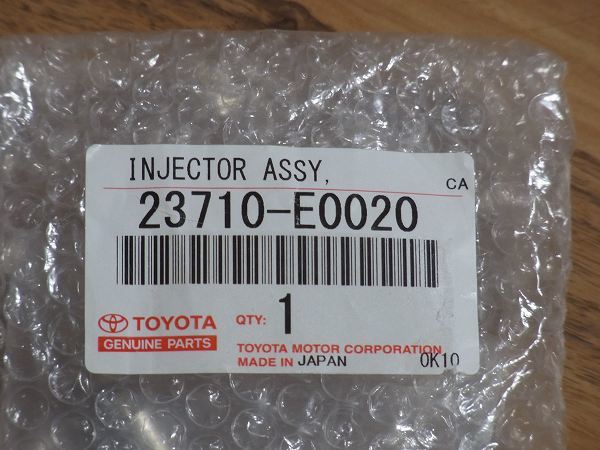 INJECTOR ASSY,
CA
23710-E0020
TOYOTA
GENUINE PARTS
QTY: 1
TOYOTA MOTOR CORPORATION
MADE IN JAPAN
0K10